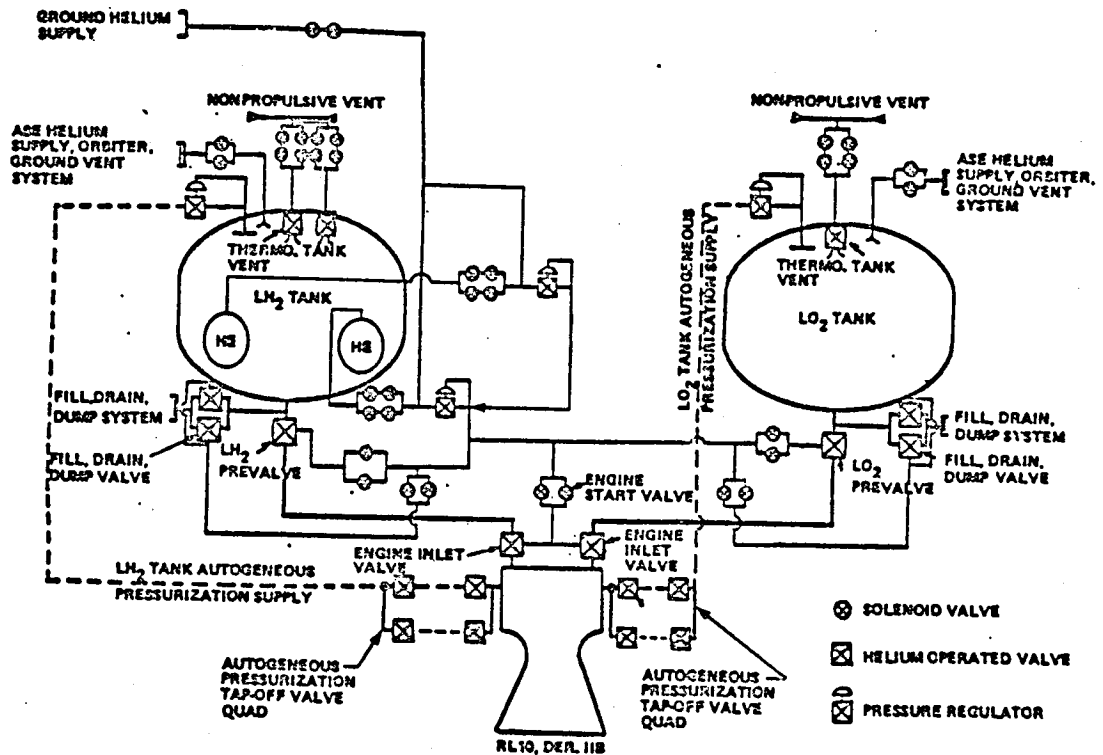 GROUND HELIUM
SUPPLY
NONPROPULSIVE VENT
NONPROPULSIVE VENT
ASE HELIUM
SUPPLY, ORBITER,
GROUND VENT
SYSTEM
ASE HELIUM
SUPPLY, ORBITER,
GROUND VENT
SYSTEM
THERMO. TANK
VENT
THERMO. TANK
VENT
LH2 TANK
LO2 TANK
HE
HE
LO2 TANK AUTOGENEOUS
PRESSURIZATION SUPPLY
FILL, DRAIN,
DUMP SYSTEM
FILL, DRAIN,
DUMP VALVE
LH2
PREVALVE
FILL, DRAIN,
DUMP SYSTEM
FILL, DRAIN,
DUMP VALVE
LO2
PREVALVE
ENGINE
START VALVE
ENGINE INLET
VALVE
ENGINE
INLET
VALVE
LH2 TANK AUTOGENEOUS
PRESSURIZATION SUPPLY
AUTOGENEOUS
PRESSURIZATION
TAP-OFF VALVE
QUAD
AUTOGENEOUS
PRESSURIZATION
TAP-OFF VALVE
QUAD
SOLENOID VALVE
HELIUM OPERATED VALVE
PRESSURE REGULATOR
RL10, DER. IIB